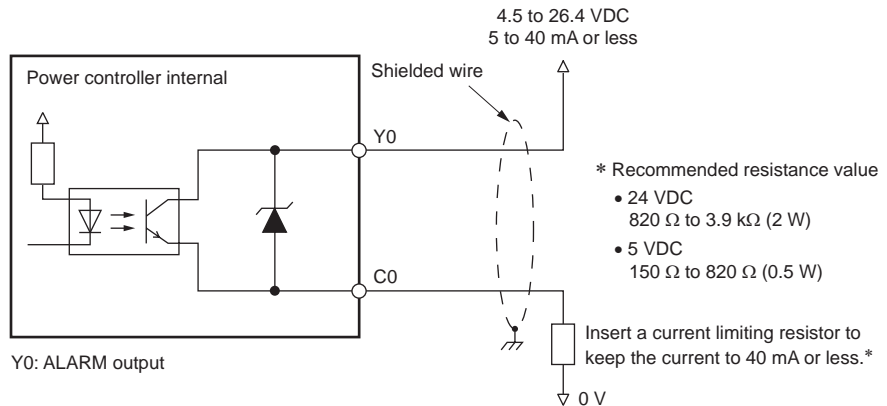 4.5 to 26.4 VDC
5 to 40 mA or less
Power controller internal
Shielded wire
Y0
* Recommended resistance value
• 24 VDC
820 Ω to 3.9 kΩ (2 W)
• 5 VDC
150 Ω to 820 Ω (0.5 W)
C0
Insert a current limiting resistor to
keep the current to 40 mA or less.*
Y0: ALARM output
0 V